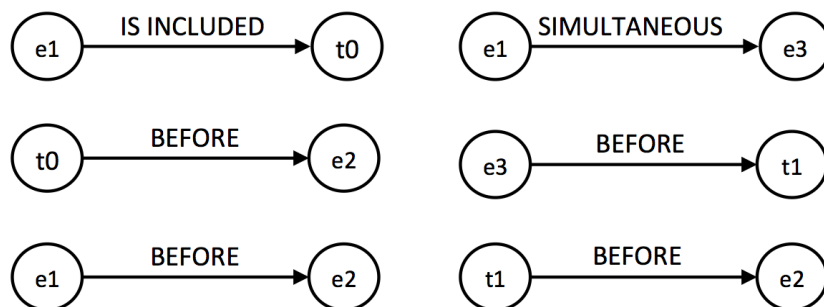 e1 IS INCLUDED t0
e1 SIMULTANEOUS e3
t0 BEFORE e2
e3 BEFORE t1
e1 BEFORE e2
t1 BEFORE e2